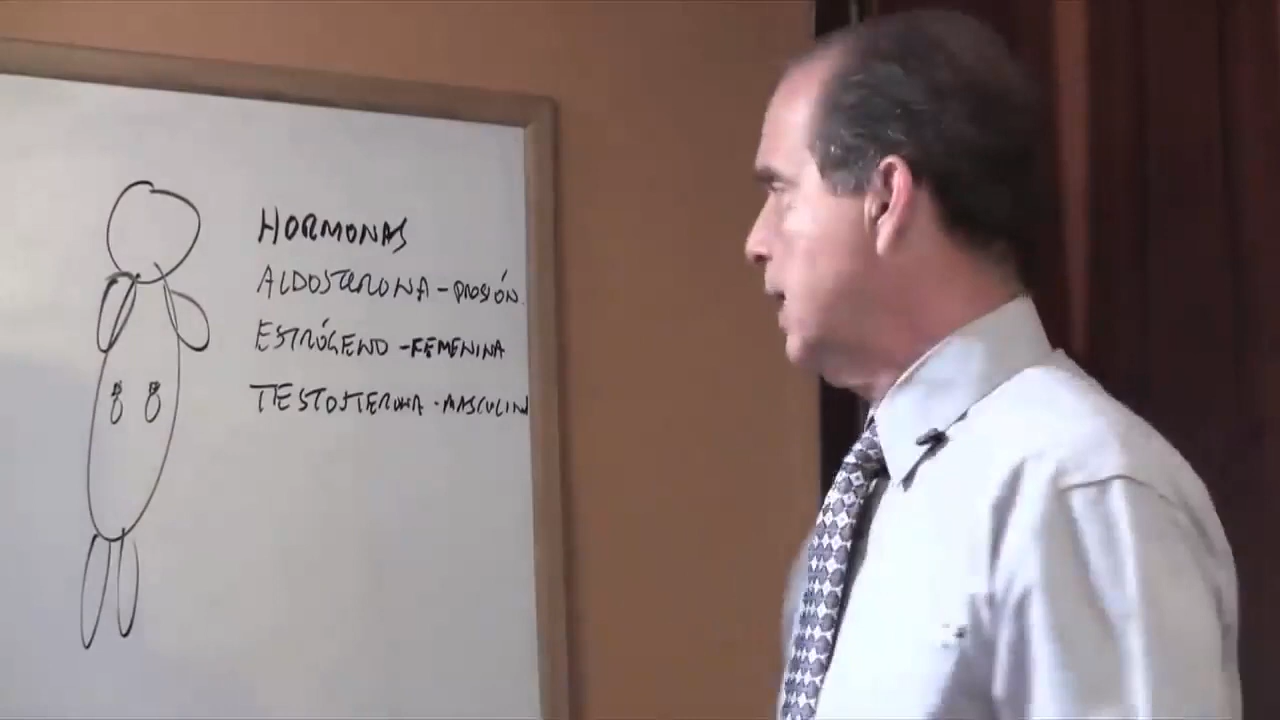 HORMONAS
ALDOSTERONA - PRESIÓN
ESTRÓGENO - FEMENINA
TESTOSTERONA - MASCULIN